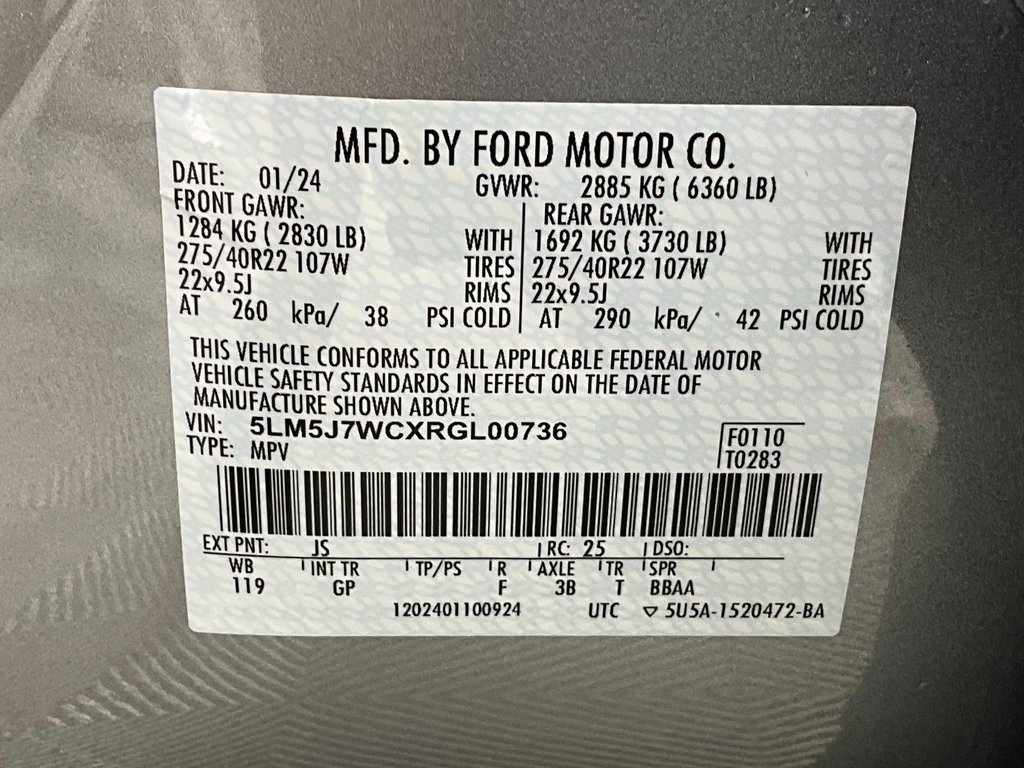 MFD. BY FORD MOTOR CO.
DATE: 01/24 GVWR: 2885 KG ( 6360 LB)
FRONT GAWR: REAR GAWR:
1284 KG ( 2830 LB) WITH 1692 KG ( 3730 LB) WITH
275/40R22 107W TIRES 275/40R22 107W TIRES
22x9.5J RIMS 22x9.5J RIMS
AT 260 kPa/ 38 PSI COLD AT 290 kPa/ 42 PSI COLD
THIS VEHICLE CONFORMS TO ALL APPLICABLE FEDERAL MOTOR
VEHICLE SAFETY STANDARDS IN EFFECT ON THE DATE OF
MANUFACTURE SHOWN ABOVE.
VIN: 5LM5J7WCXRGL00736 F0110
TYPE: MPV T0283
EXT PNT: JS RC: 25 DSO:
WB INT TR TP/PS R AXLE TR SPR
119 GP F 3B T BBAA
1202401100924 UTC ▽ 5U5A-1520472-BA